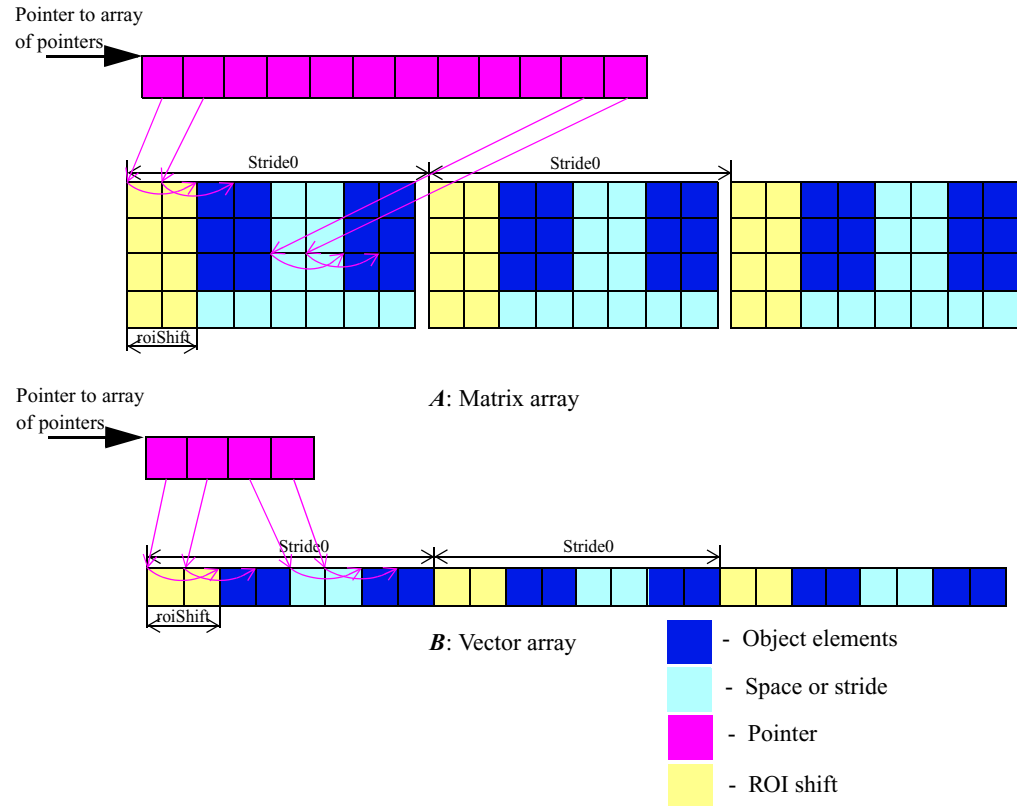 Pointer to array
of pointers
Stride0
Stride0
roiShift
A: Matrix array
Pointer to array
of pointers
Stride0
Stride0
roiShift
B: Vector array
- Object elements
- Space or stride
- Pointer
- ROI shift